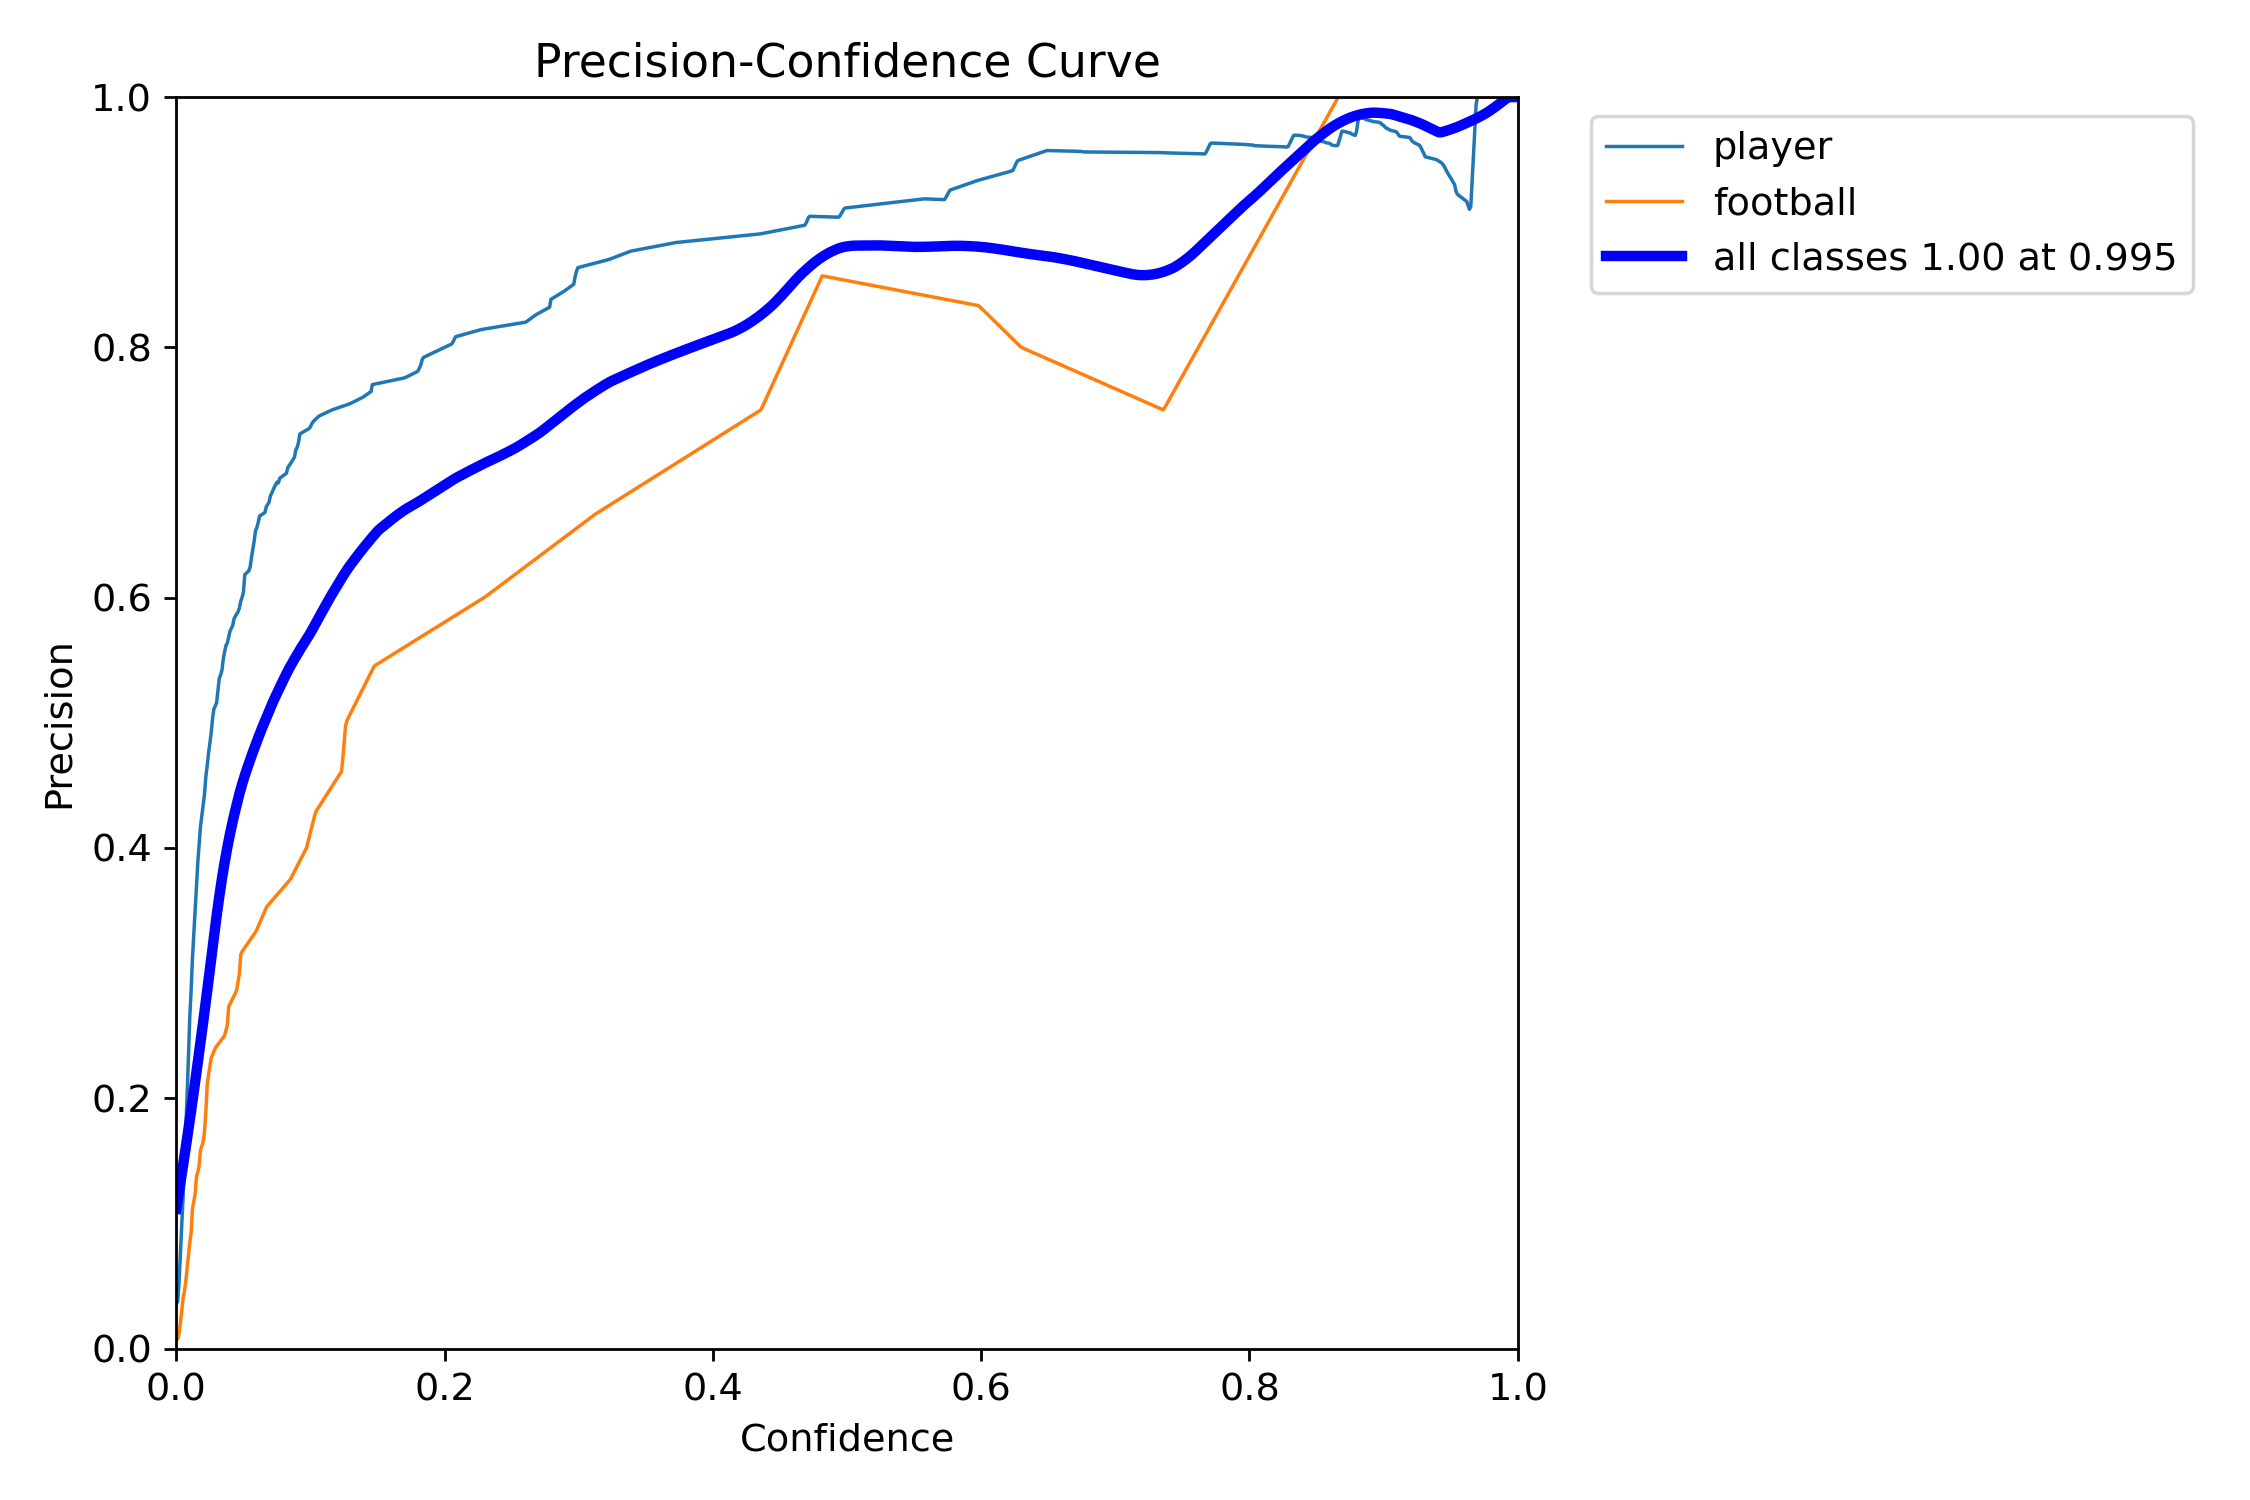 Precision-Confidence Curve
1.0
0.8
0.6
0.4
0.2
0.0
Precision
0.0 0.2 0.4 0.6 0.8 1.0
Confidence
player
football
all classes 1.00 at 0.995